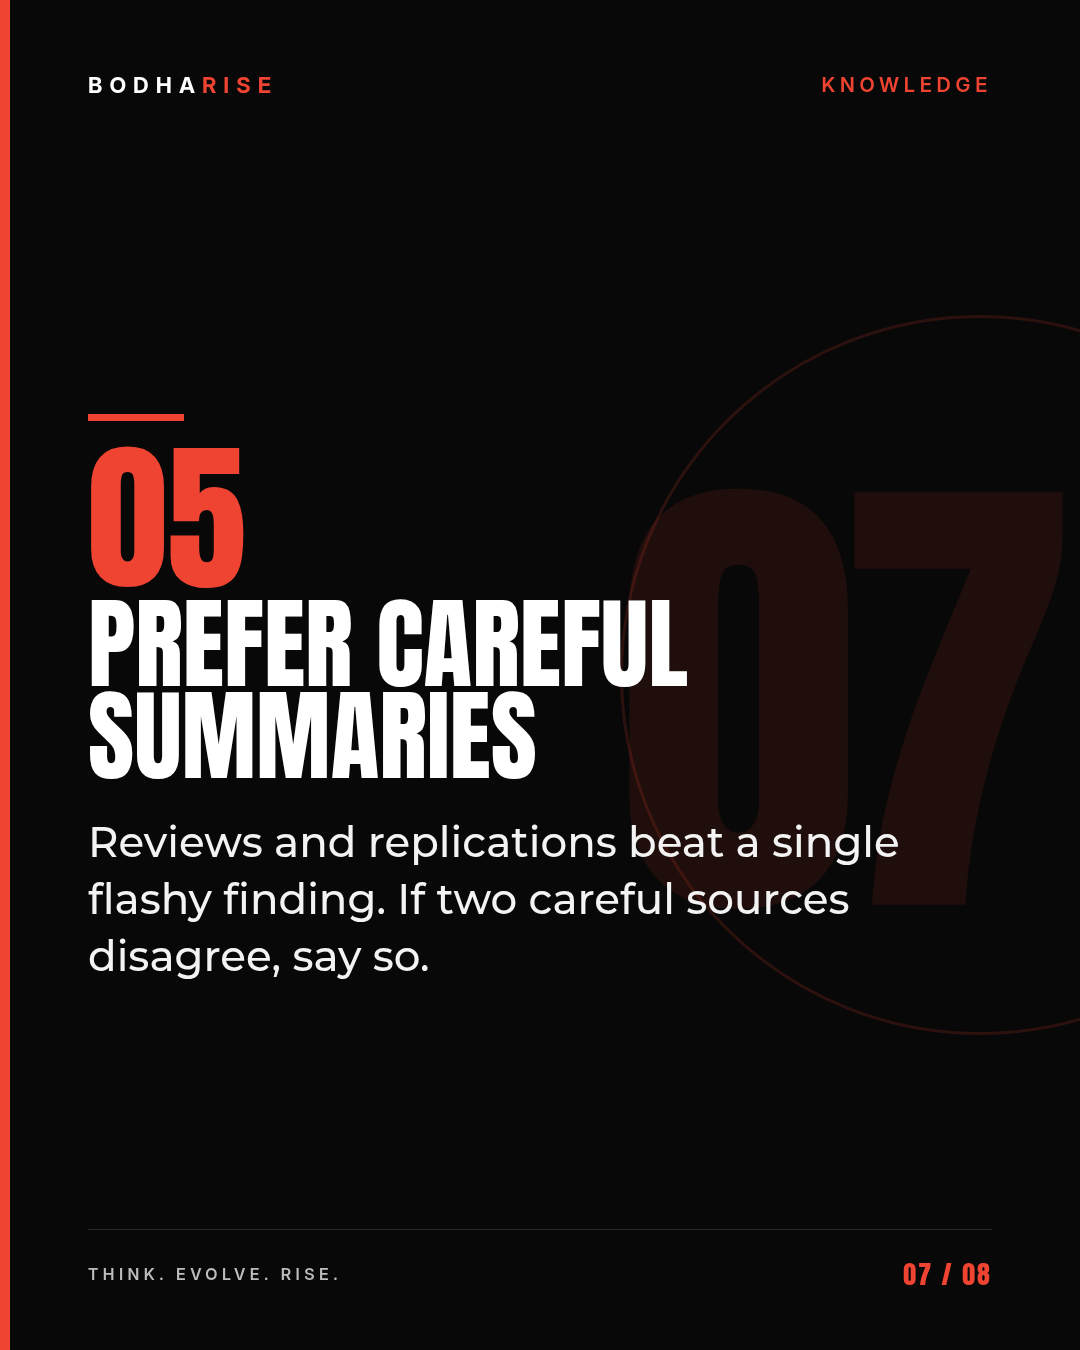 BODHARISE
KNOWLEDGE
05
07
PREFER CAREFUL
SUMMARIES
Reviews and replications beat a single
flashy finding. If two careful sources
disagree, say so.
THINK. EVOLVE. RISE.
07 / 08